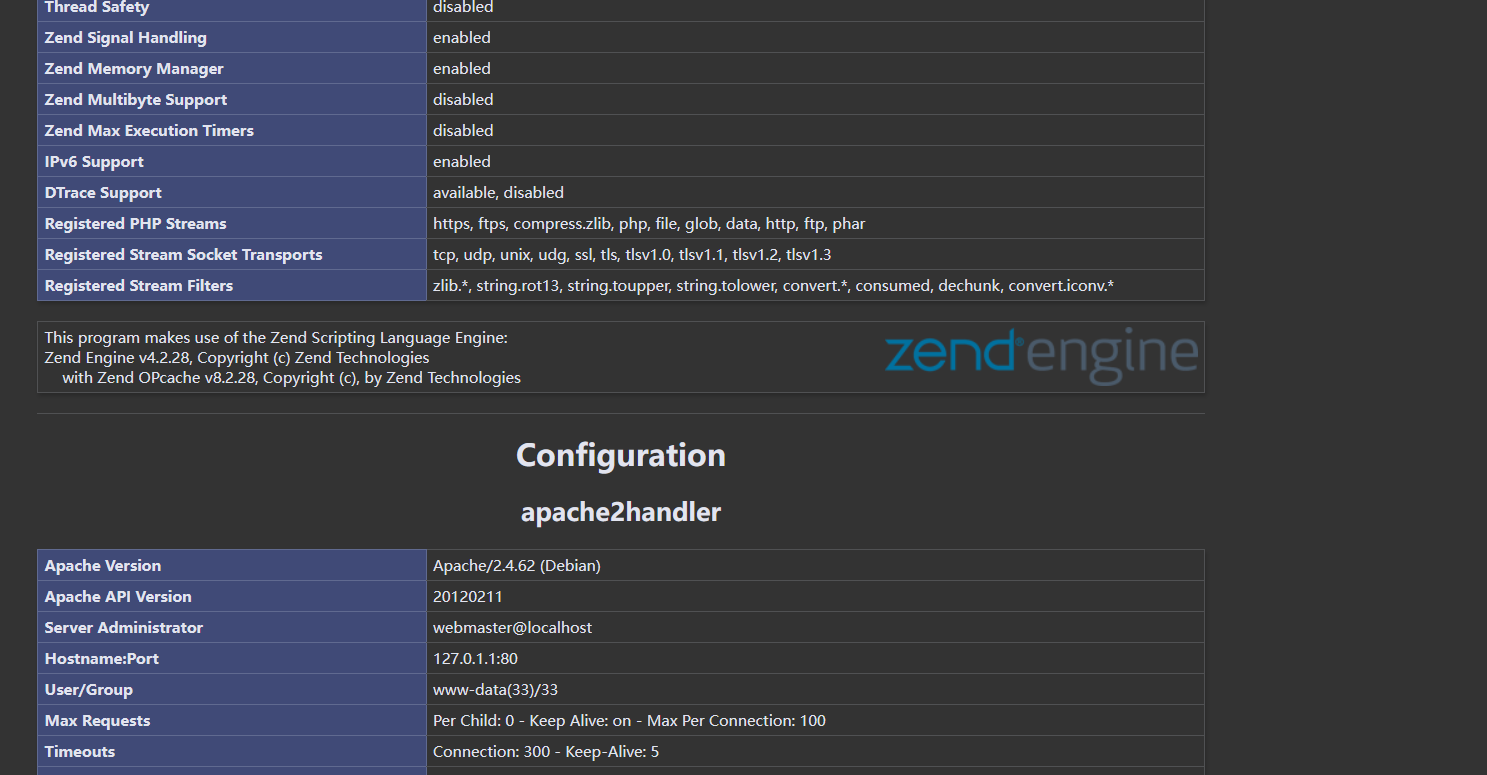 Thread Safety disabled
Zend Signal Handling enabled
Zend Memory Manager enabled
Zend Multibyte Support disabled
Zend Max Execution Timers disabled
IPv6 Support enabled
DTrace Support available, disabled
Registered PHP Streams https, ftps, compress.zlib, php, file, glob, data, http, ftp, phar
Registered Stream Socket Transports tcp, udp, unix, udg, ssl, tls, tlsv1.0, tlsv1.1, tlsv1.2, tlsv1.3
Registered Stream Filters zlib.*, string.rot13, string.toupper, string.tolower, convert.*, consumed, dechunk, convert.iconv.*
This program makes use of the Zend Scripting Language Engine:
Zend Engine v4.2.28, Copyright (c) Zend Technologies
with Zend OPcache v8.2.28, Copyright (c), by Zend Technologies
zend® engine
Configuration
apache2handler
Apache Version Apache/2.4.62 (Debian)
Apache API Version 20120211
Server Administrator webmaster@localhost
Hostname:Port 127.0.1.1:80
User/Group www-data(33)/33
Max Requests Per Child: 0 - Keep Alive: on - Max Per Connection: 100
Timeouts Connection: 300 - Keep-Alive: 5